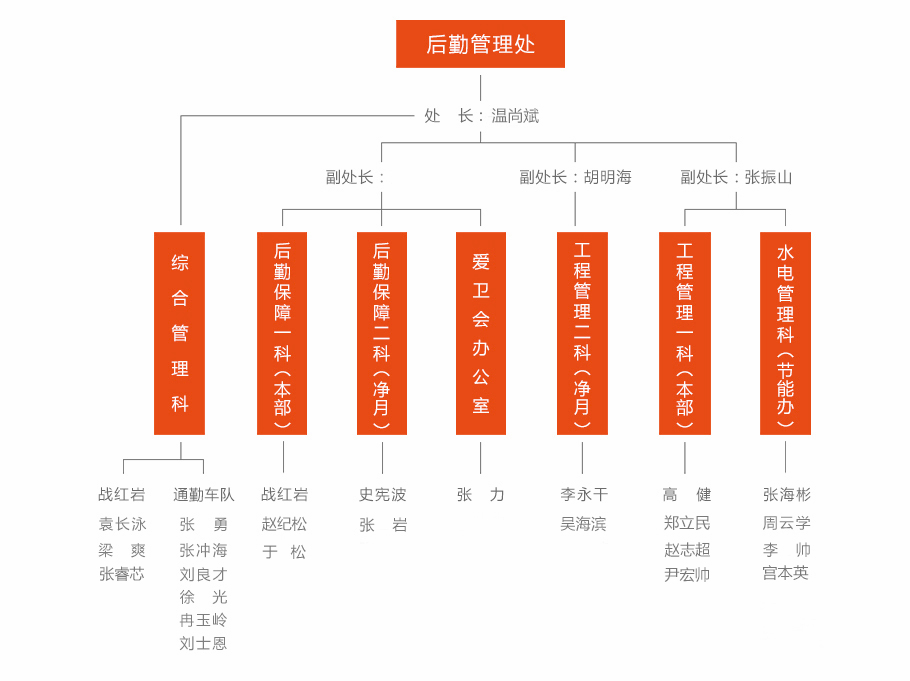 后勤管理处
处 长：温尚斌
副处长：
副处长：胡明海
副处长：张振山
综合管理科
后勤保障一科（本部）
后勤保障二科（净月）
爱卫会办公室
工程管理二科（净月）
工程管理一科（本部）
水电管理科（节能办）
战红岩
袁长泳
梁 爽
张睿芯
通勤车队
张 勇
张冲海
刘良才
徐 光
冉玉岭
刘士恩
战红岩
赵纪松
于 松
史宪波
张 岩
张 力
李永干
吴海滨
高 健
郑立民
赵志超
尹宏帅
张海彬
周云学
李 帅
宫本英